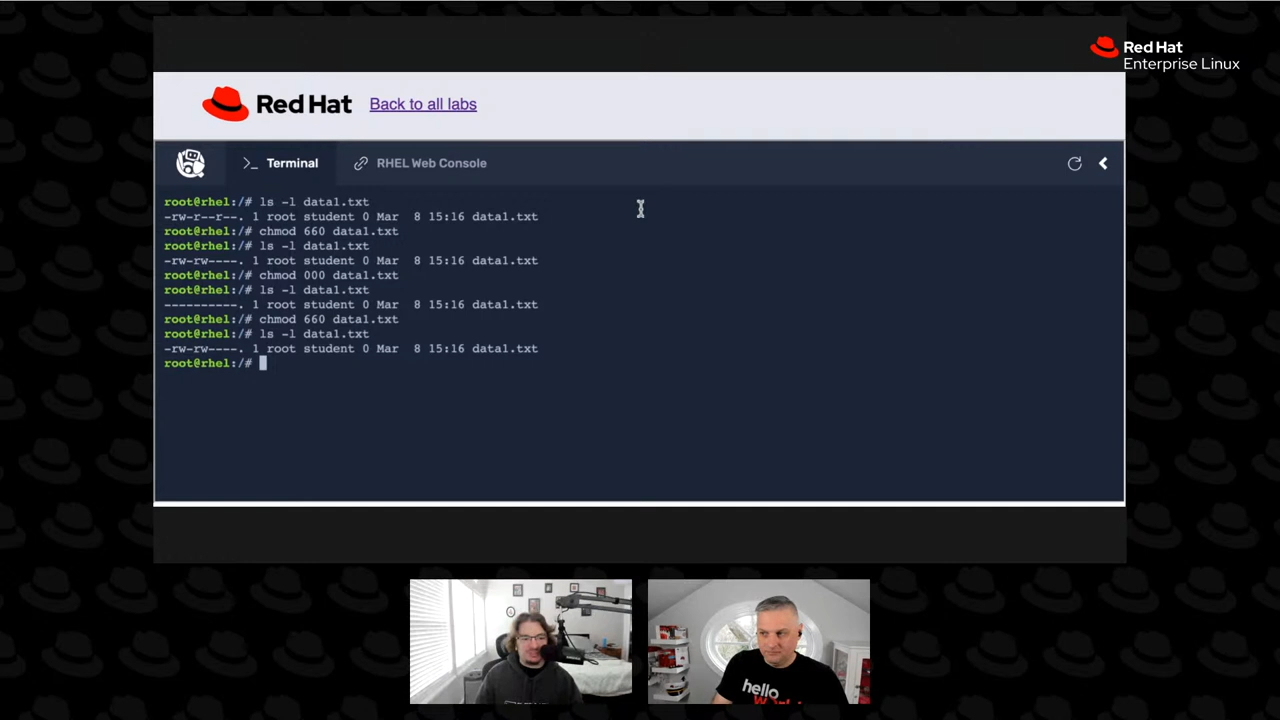 Red Hat
Enterprise Linux
Red Hat Back to all labs
>_ Terminal RHEL Web Console
root@rhel:/# ls -l data1.txt
-rw-r--r--. 1 root student 0 Mar  8 15:16 data1.txt
root@rhel:/# chmod 660 data1.txt
root@rhel:/# ls -l data1.txt
-rw-rw----. 1 root student 0 Mar  8 15:16 data1.txt
root@rhel:/# chmod 000 data1.txt
root@rhel:/# ls -l data1.txt
----------. 1 root student 0 Mar  8 15:16 data1.txt
root@rhel:/# chmod 660 data1.txt
root@rhel:/# ls -l data1.txt
-rw-rw----. 1 root student 0 Mar  8 15:16 data1.txt
root@rhel:/#
hello